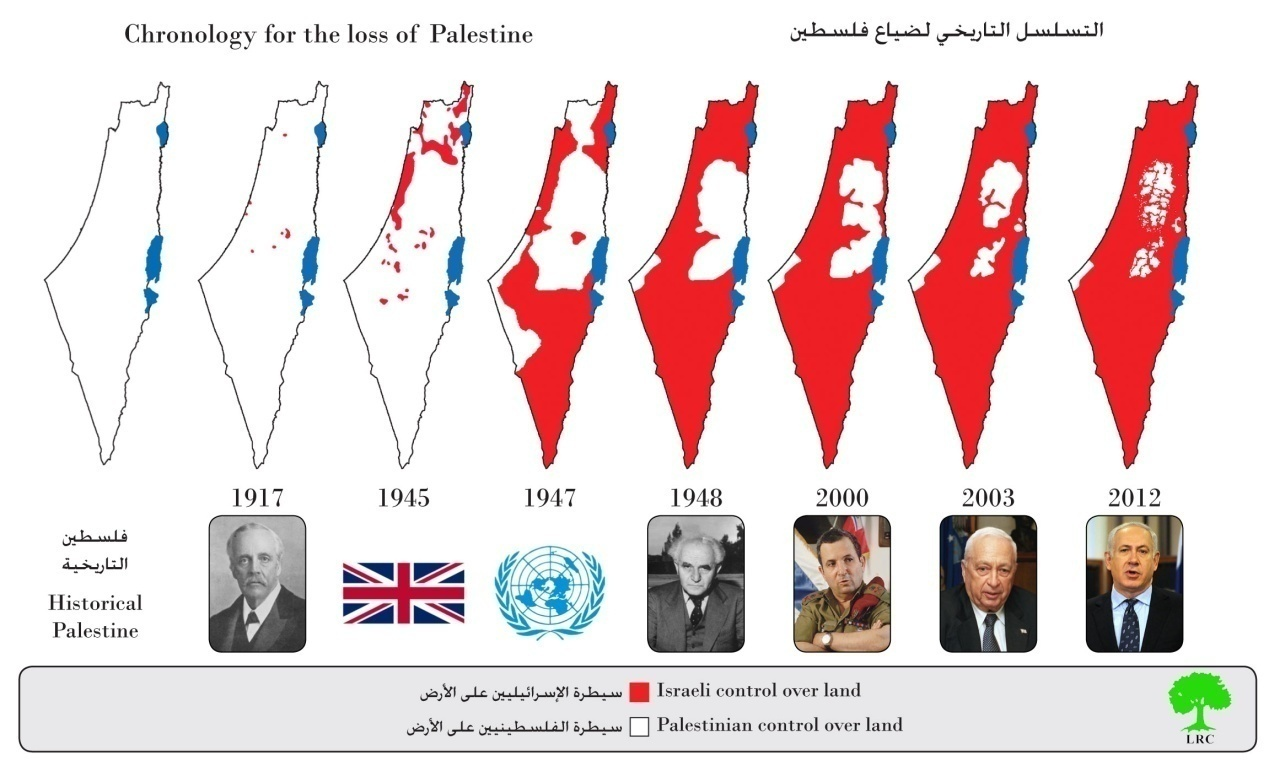 Chronology for the loss of Palestine
التسلسل التاريخي لضياع فلسطين
1917
1945
1947
1948
2000
2003
2012
فلسطين
التاريخية
Historical
Palestine
سيطرة الإسرائيليين على الأرض Israeli control over land
سيطرة الفلسطينيين على الأرض Palestinian control over land
LRC